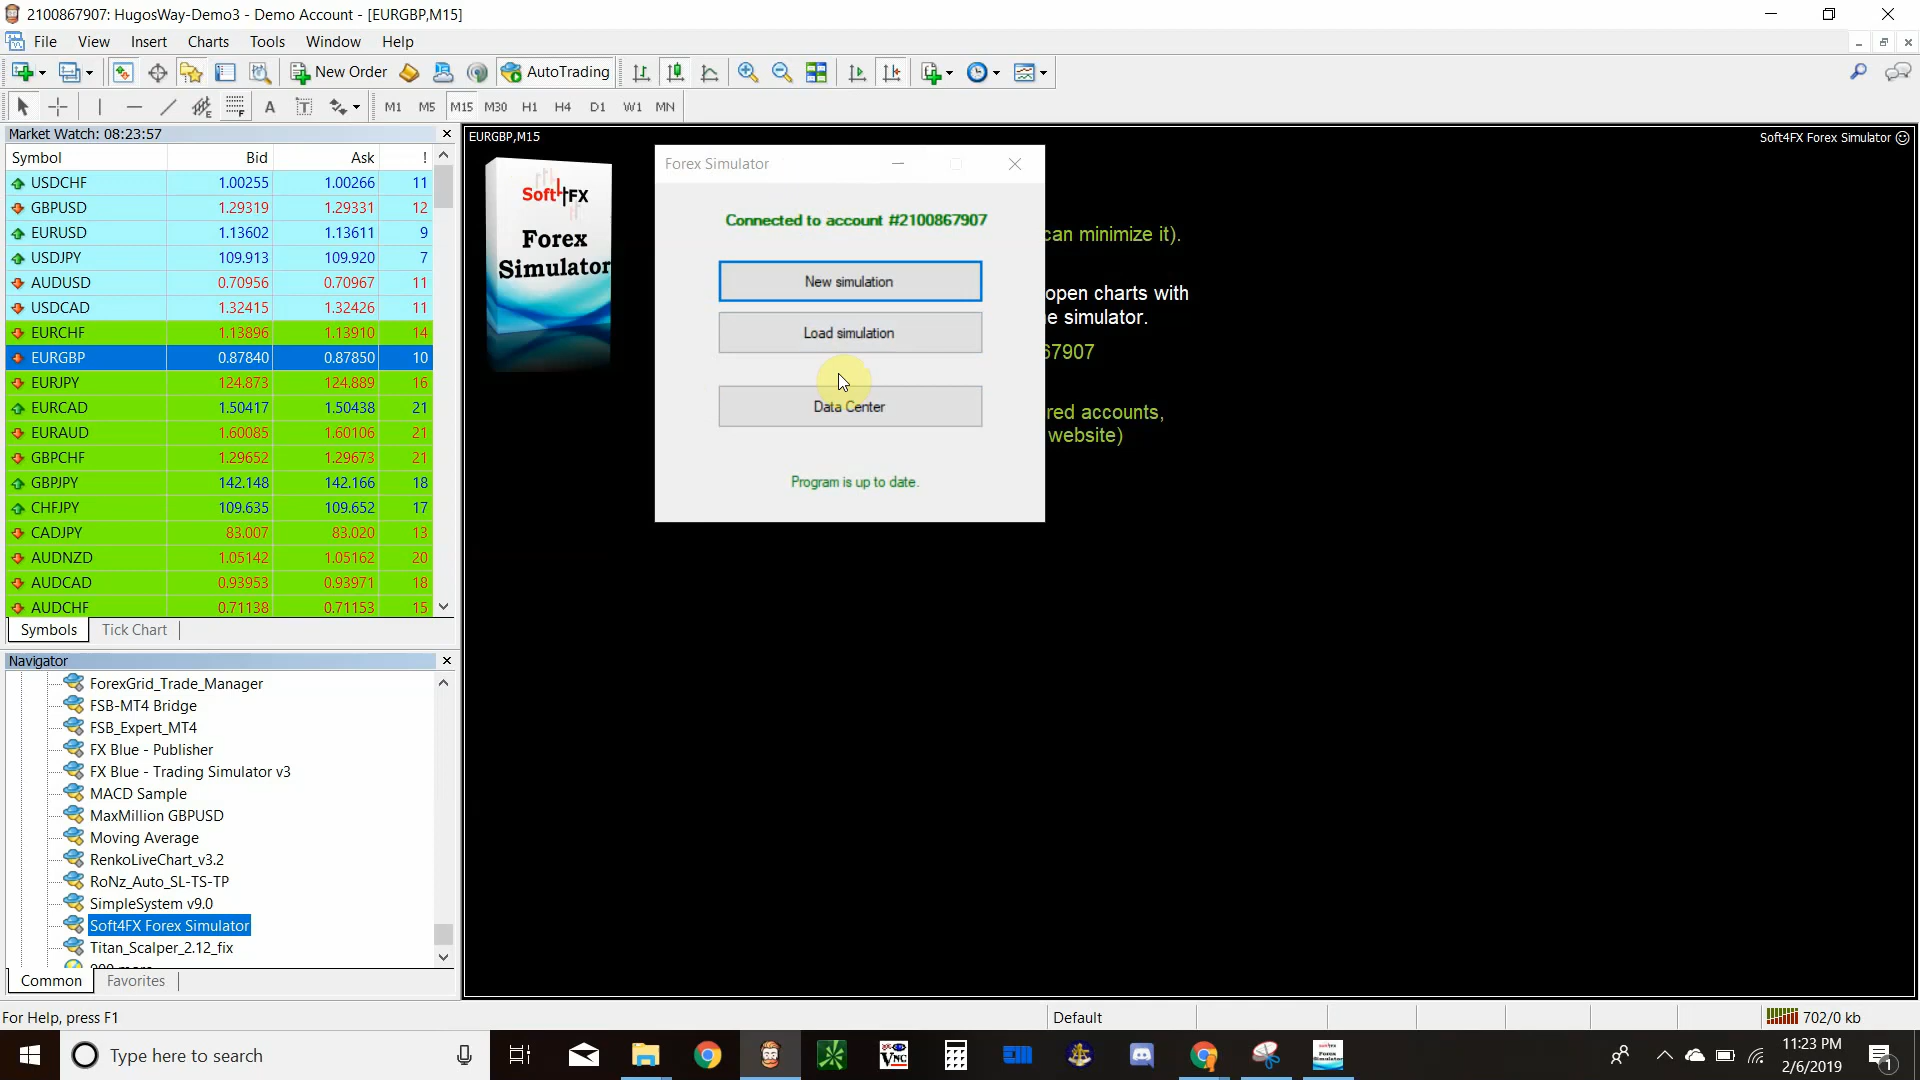 2100867907: HugosWay-Demo3 - Demo Account - [EURGBP,M15]
File View Insert Charts Tools Window Help
New Order AutoTrading
A T M1 M5 M15 M30 H1 H4 D1 W1 MN
Market Watch: 08:23:57
Symbol Bid Ask !
USDCHF 1.00255 1.00266 11
GBPUSD 1.29319 1.29331 12
EURUSD 1.13602 1.13611 9
USDJPY 109.913 109.920 7
AUDUSD 0.70956 0.70967 11
USDCAD 1.32415 1.32426 11
EURCHF 1.13896 1.13910 14
EURGBP 0.87840 0.87850 10
EURJPY 124.873 124.889 16
EURCAD 1.50417 1.50438 21
EURAUD 1.60085 1.60106 21
GBPCHF 1.29652 1.29673 21
GBPJPY 142.148 142.166 18
CHFJPY 109.635 109.652 17
CADJPY 83.007 83.020 13
AUDNZD 1.05142 1.05162 20
AUDCAD 0.93953 0.93971 18
AUDCHF 0.71138 0.71153 15
Symbols Tick Chart
Navigator
ForexGrid_Trade_Manager
FSB-MT4 Bridge
FSB_Expert_MT4
FX Blue - Publisher
FX Blue - Trading Simulator v3
MACD Sample
MaxMillion GBPUSD
Moving Average
RenkoLiveChart_v3.2
RoNz_Auto_SL-TS-TP
SimpleSystem v9.0
Soft4FX Forex Simulator
Titan_Scalper_2.12_fix
Common Favorites
EURGBP,M15
Soft4FX Forex Simulator
Soft4FX
Forex
Simulator
Forex Simulator
Connected to account #2100867907
New simulation
Load simulation
Data Center
Program is up to date.
can minimize it).
open charts with
e simulator.
67907
red accounts,
website)
For Help, press F1
Default
702/0 kb
Type here to search
VNC
11:23 PM
2/6/2019
1